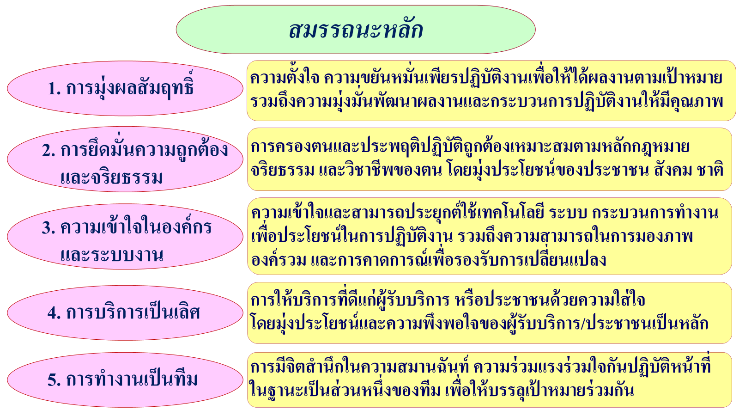 สมรรถนะหลัก
1. การมุ่งผลสัมฤทธิ์
ความตั้งใจ ความขยันหมั่นเพียรปฏิบัติงานเพื่อให้ได้ผลงานตามเป้าหมาย
รวมถึงความมุ่งมั่นพัฒนาผลงานและกระบวนการปฏิบัติงานให้มีคุณภาพ
2. การยึดมั่นความถูกต้อง
และจริยธรรม
การครองตนและประพฤติปฏิบัติถูกต้องเหมาะสมตามหลักกฎหมาย
จริยธรรม และวิชาชีพของตน โดยมุ่งประโยชน์ของประชาชน สังคม ชาติ
3. ความเข้าใจในองค์กร
และระบบงาน
ความเข้าใจและสามารถประยุกต์ใช้เทคโนโลยี ระบบ กระบวนการทำงาน
เพื่อประโยชน์ในการปฏิบัติงาน รวมถึงความสามารถในการมองภาพ
องค์รวม และการคาดการณ์เพื่อรองรับการเปลี่ยนแปลง
4. การบริการเป็นเลิศ
การให้บริการที่ดีแก่ผู้รับบริการ หรือประชาชนด้วยความใส่ใจ
โดยมุ่งประโยชน์และความพึงพอใจของผู้รับบริการ/ประชาชนเป็นหลัก
5. การทำงานเป็นทีม
การมีจิตสำนึกในความสมานฉันท์ ความร่วมแรงร่วมใจกันปฏิบัติหน้าที่
ในฐานะเป็นส่วนหนึ่งของทีม เพื่อให้บรรลุเป้าหมายร่วมกัน